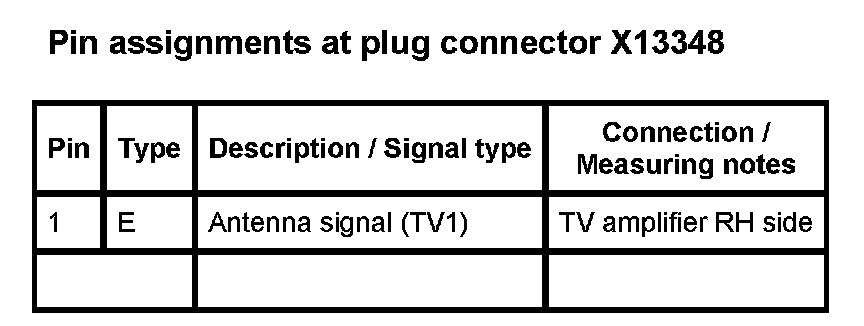 Pin assignments at plug connector X13348
Pin Type Description / Signal type Connection /
Measuring notes
1 E Antenna signal (TV1) TV amplifier RH side